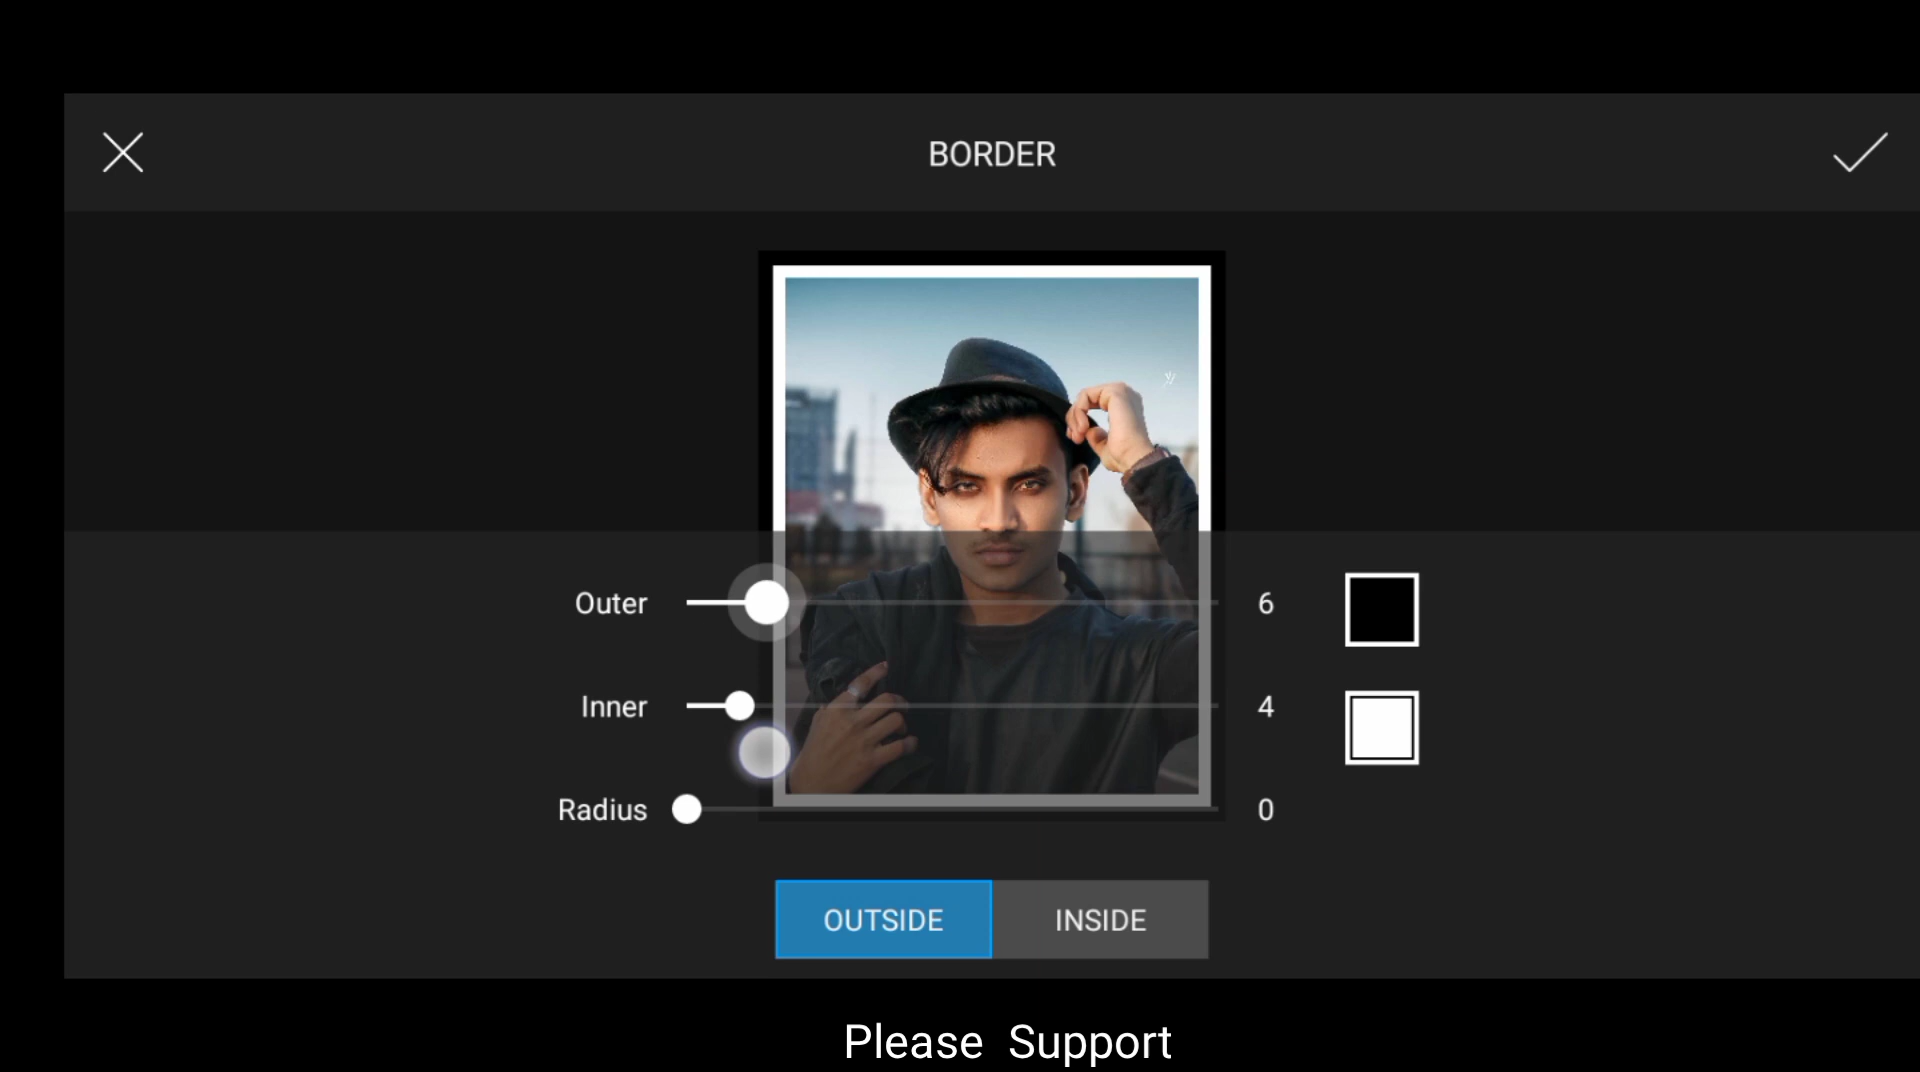 BORDER
Outer 6
Inner 4
Radius 0
OUTSIDE INSIDE
Please Support